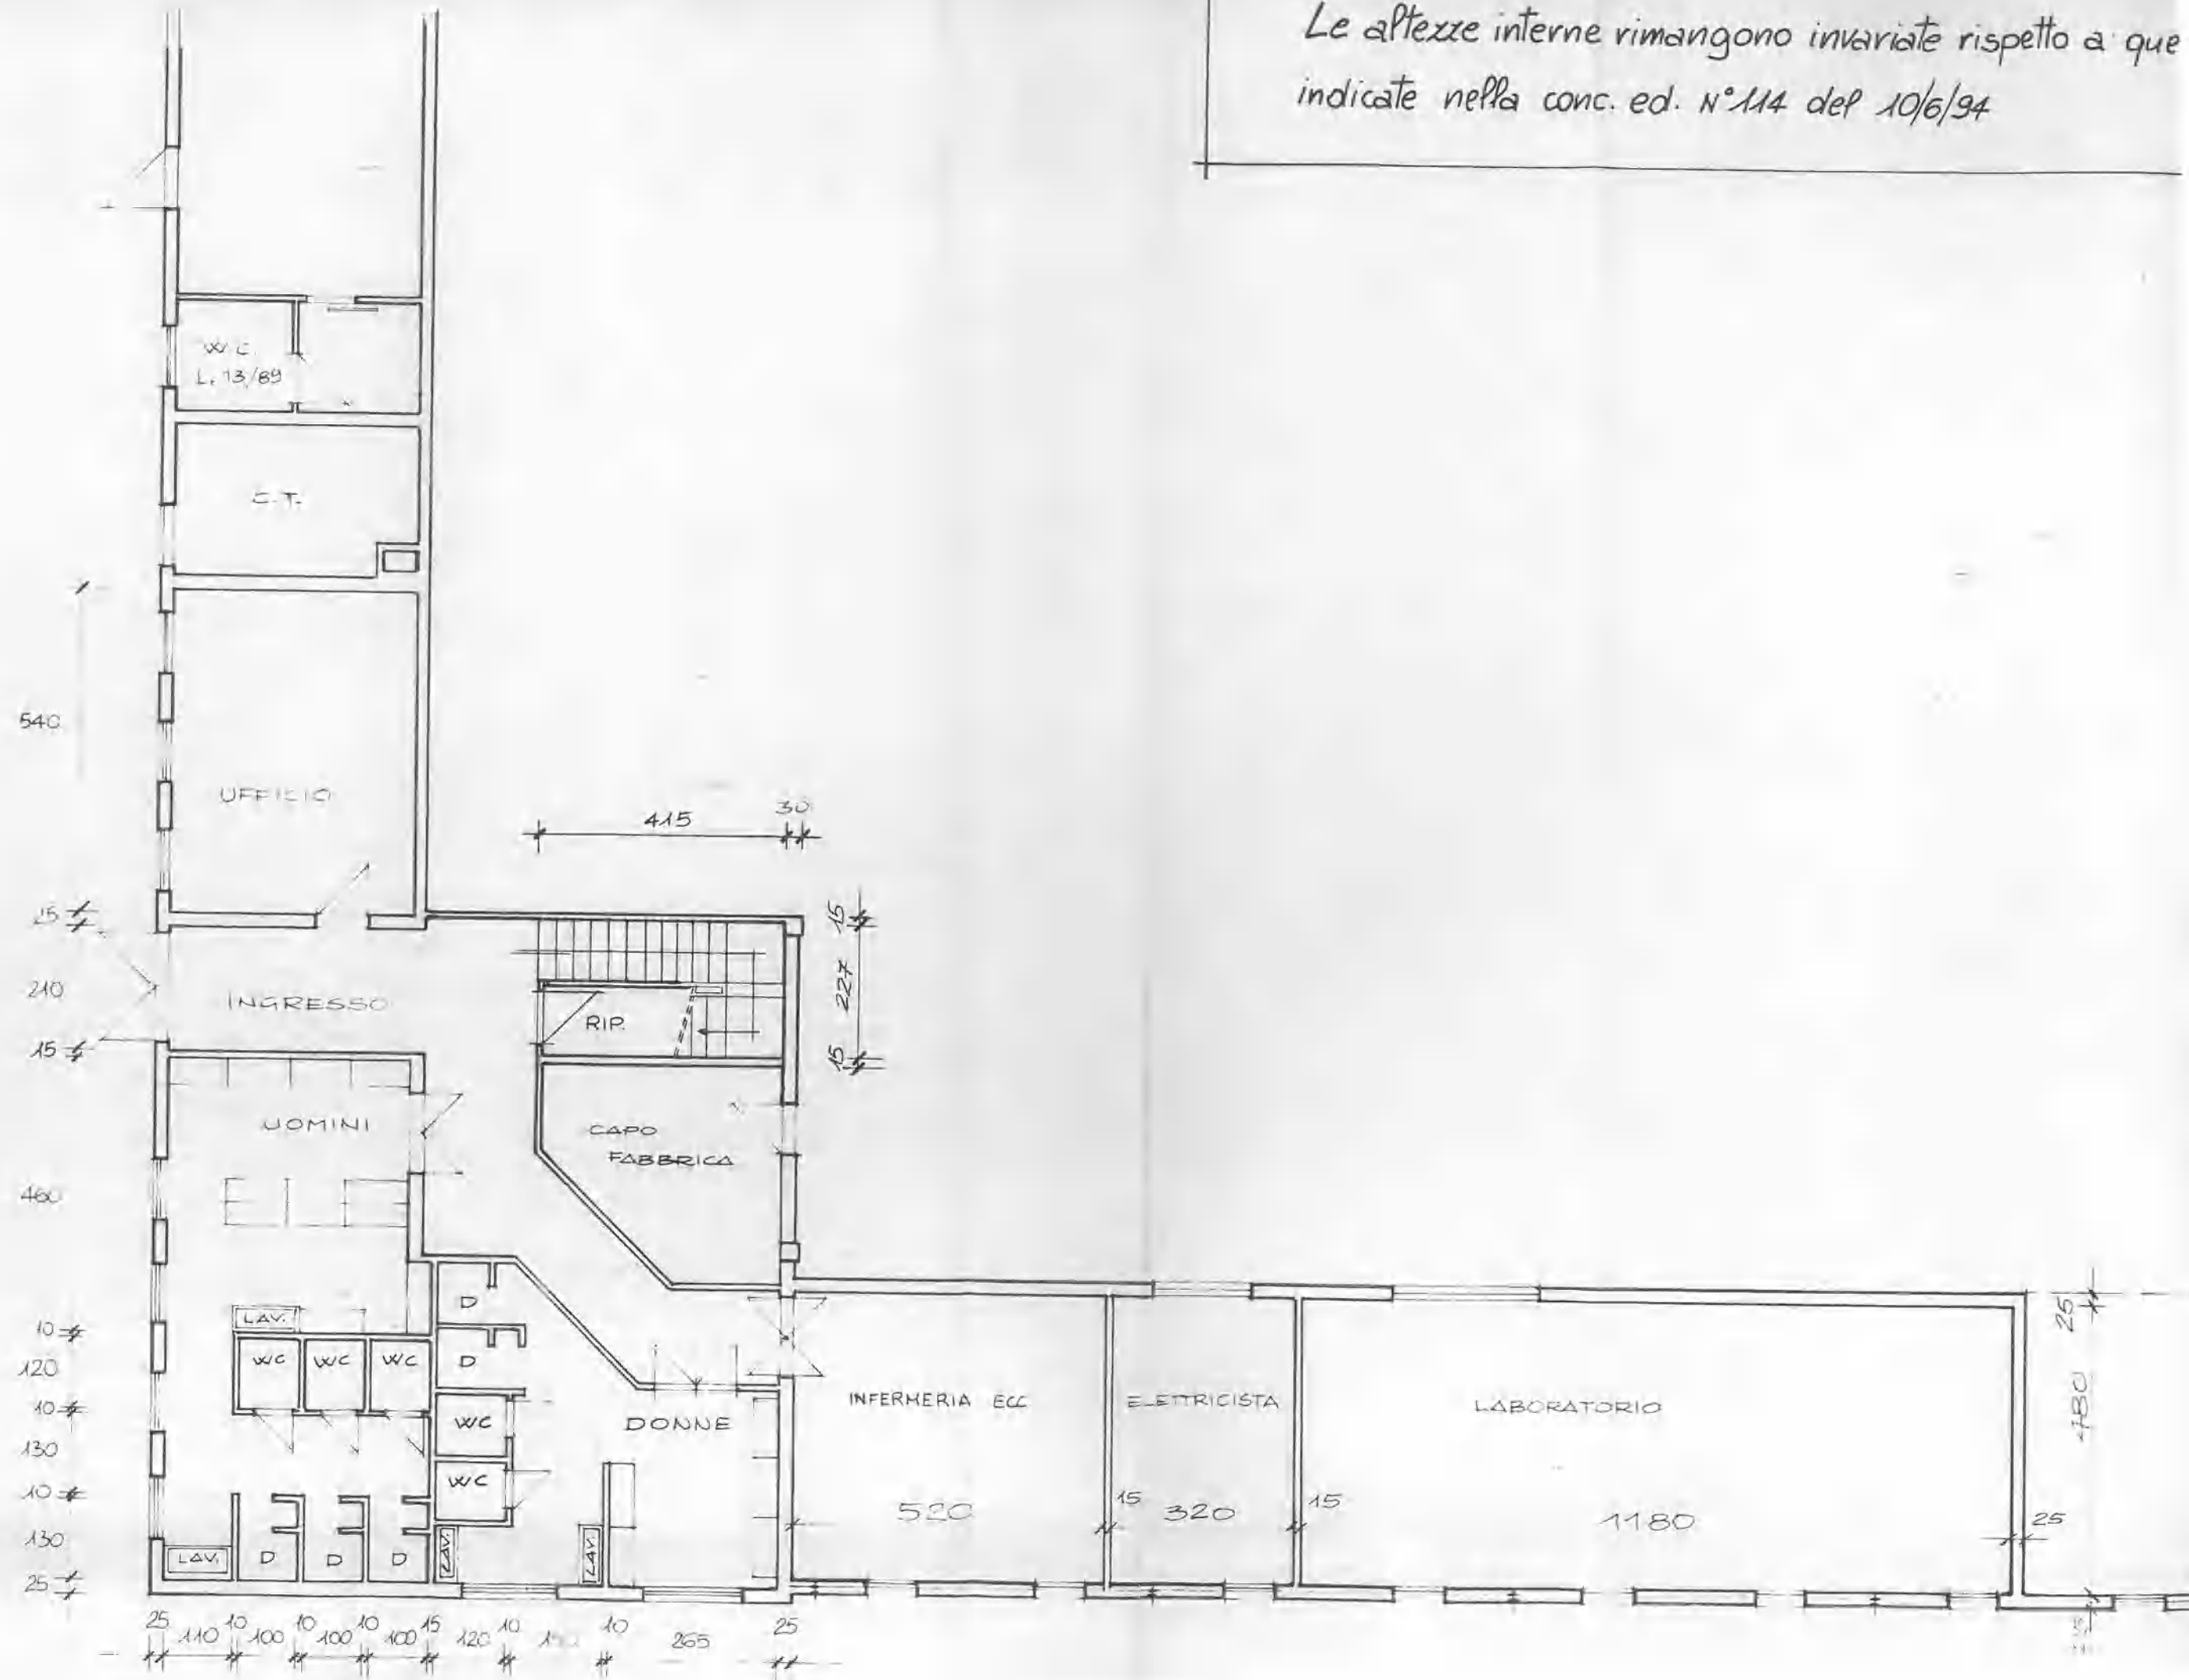 Le altezze interne rimangono invariate rispetto a que
indicate nella conc. ed. N°114 del 10/6/94
W.C.
L. 13/89
C.T.
540
UFFICIO
415
30
15
15
227
15
210
INGRESSO
RIP.
15
UOMINI
CAPO
FABBRICA
460
D
25
LAV.
10
WC
WC
WC
D
120
480
INFERMERIA ECC
ELETTRICISTA
LABORATORIO
10
WC
DONNE
130
WC
10
520
15
320
15
1180
25
130
LAV.
D
D
D
LAV.
LAV.
25
25
110
10
100
10
100
10
100
15
120
10
10
265
25